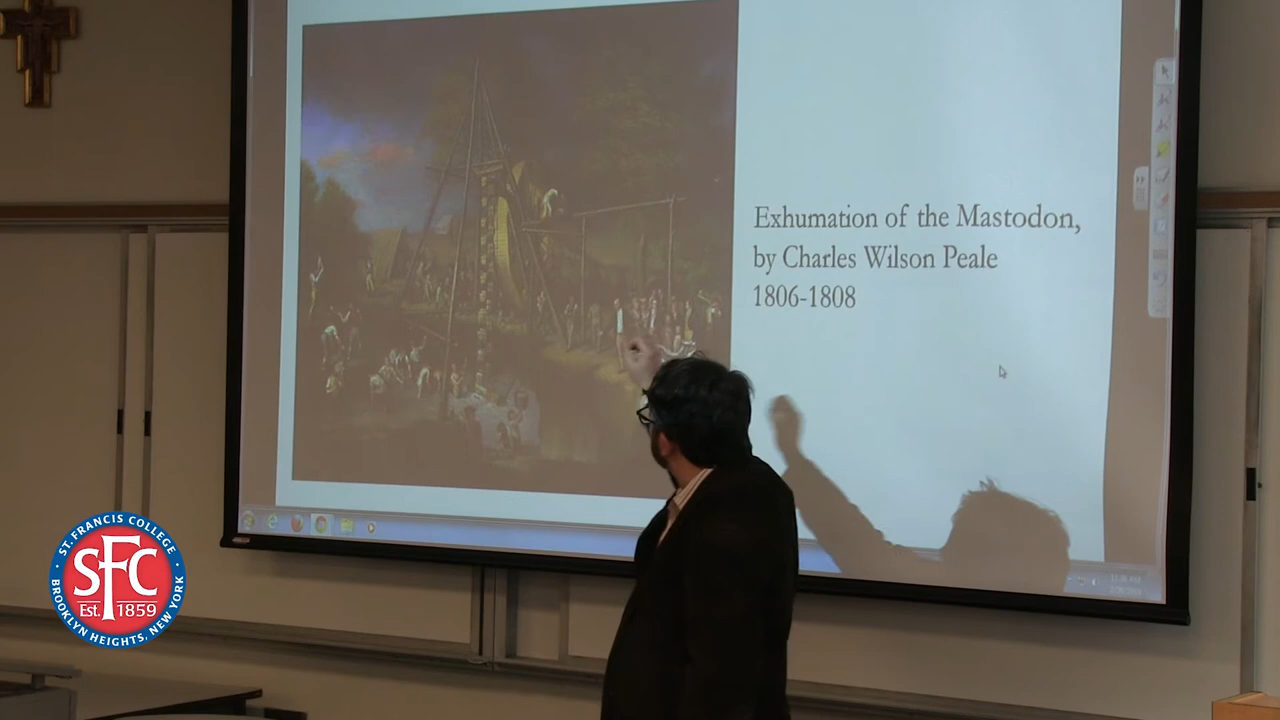 Exhumation of the Mastodon,
by Charles Wilson Peale
1806-1808
ST. FRANCIS COLLEGE
SFC
Est. 1859
BROOKLYN HEIGHTS, NEW YORK